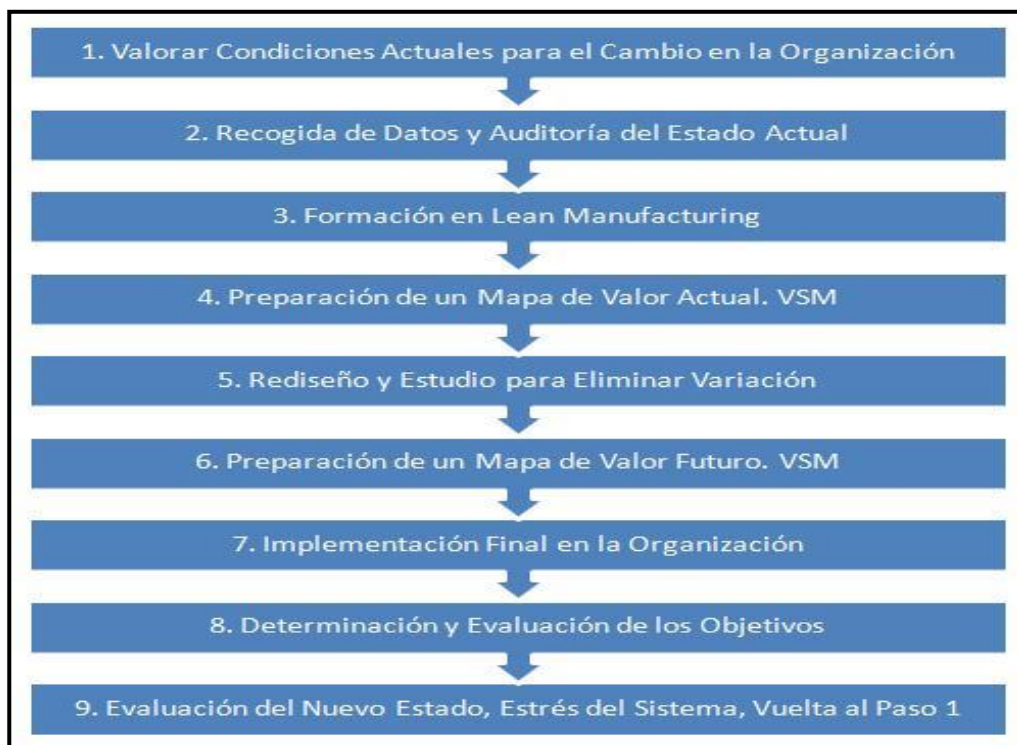 1. Valorar Condiciones Actuales para el Cambio en la Organización
2. Recogida de Datos y Auditoría del Estado Actual
3. Formación en Lean Manufacturing
4. Preparación de un Mapa de Valor Actual. VSM
5. Rediseño y Estudio para Eliminar Variación
6. Preparación de un Mapa de Valor Futuro. VSM
7. Implementación Final en la Organización
8. Determinación y Evaluación de los Objetivos
9. Evaluación del Nuevo Estado, Estrés del Sistema, Vuelta al Paso 1